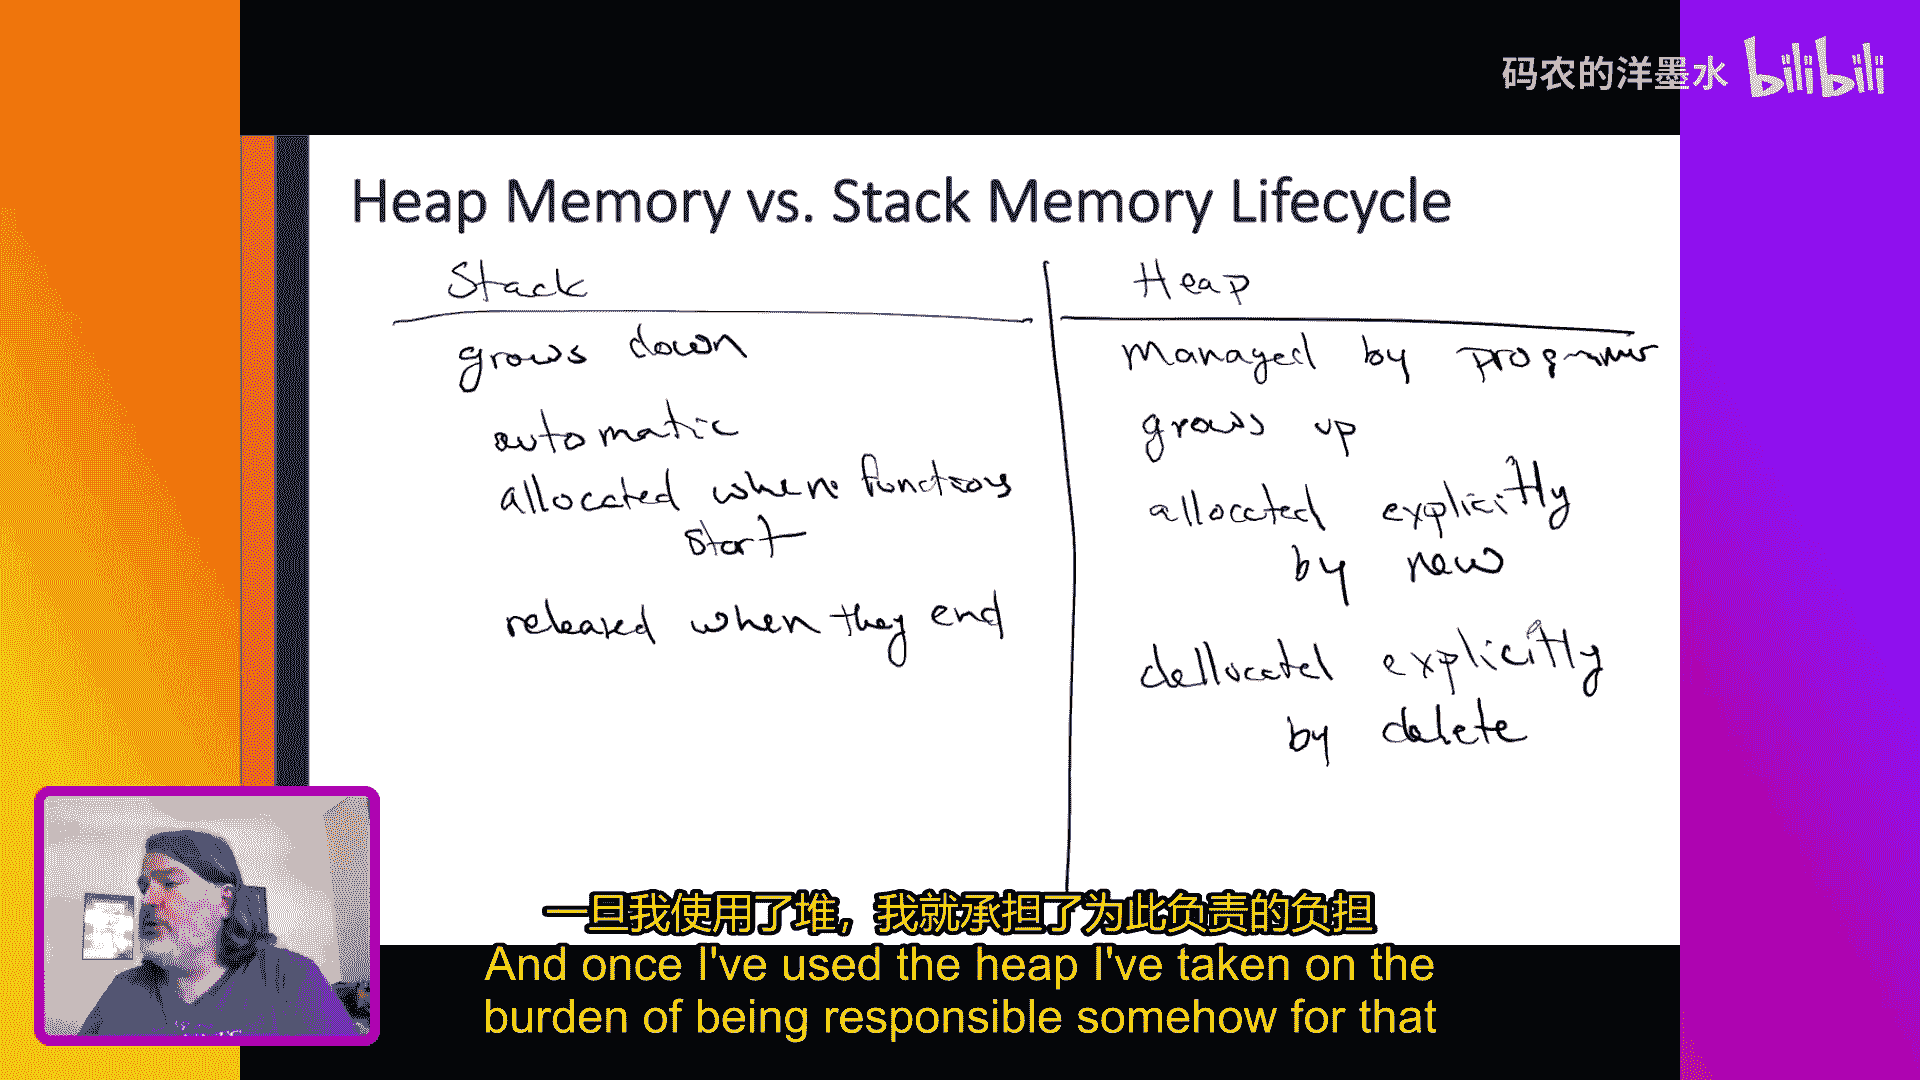 码农的洋墨水 bilibili
Heap Memory vs. Stack Memory Lifecycle
Stack
grows down
automatic
allocated when functions
start
released when they end
Heap
managed by
grows up
allocated explicitly
by new
dellocated explicitly
by delete
一旦我使用了堆，我就承担了为此负责的负担
And once I've used the heap I've taken on the
burden of being responsible somehow for that